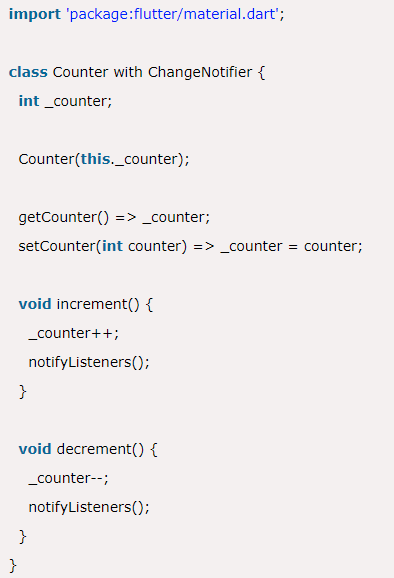 import 'package:flutter/material.dart';
class Counter with ChangeNotifier {
int _counter;
Counter(this._counter);
getCounter() => _counter;
setCounter(int counter) => _counter = counter;
void increment() {
_counter++;
notifyListeners();
}
void decrement() {
_counter--;
notifyListeners();
}
}